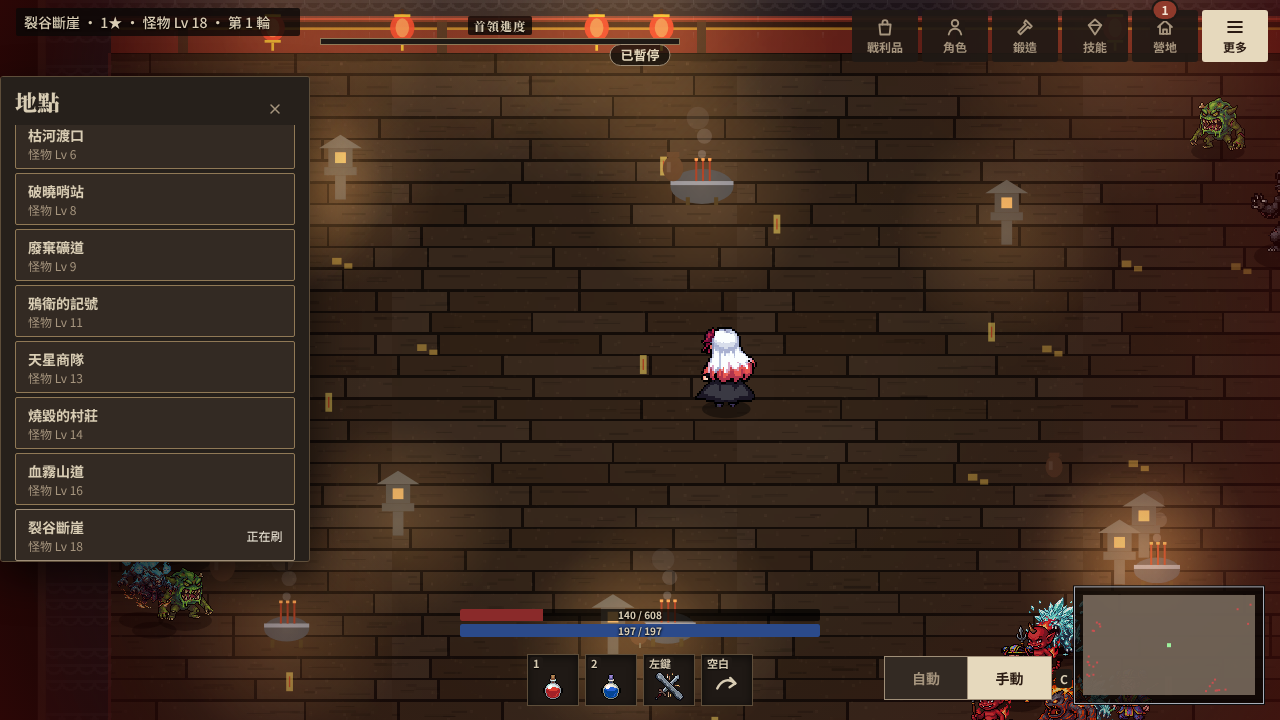 裂谷斷崖 • 1★ • 怪物 Lv 18 • 第 1 輪
首領進度
已暫停
戰利品
角色
鍛造
技能
1
營地
更多
地點
×
枯河渡口
怪物 Lv 6
破曉哨站
怪物 Lv 8
廢棄礦道
怪物 Lv 9
鴉衛的記號
怪物 Lv 11
天星商隊
怪物 Lv 13
燒毀的村莊
怪物 Lv 14
血霧山道
怪物 Lv 16
裂谷斷崖
怪物 Lv 18
正在刷
140 / 608
197 / 197
1
2
左鍵
空白
自動
手動
C